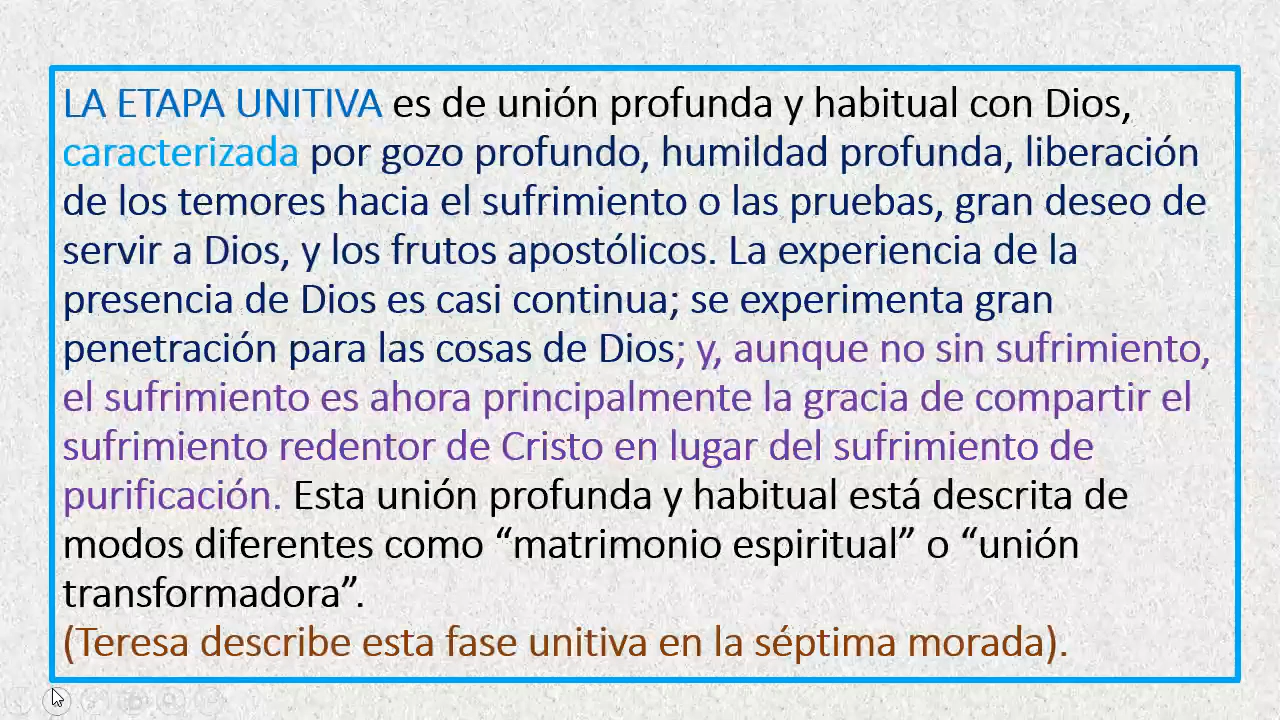 LA ETAPA UNITIVA es de unión profunda y habitual con Dios,
caracterizada por gozo profundo, humildad profunda, liberación
de los temores hacia el sufrimiento o las pruebas, gran deseo de
servir a Dios, y los frutos apostólicos. La experiencia de la
presencia de Dios es casi continua; se experimenta gran
penetración para las cosas de Dios; y, aunque no sin sufrimiento,
el sufrimiento es ahora principalmente la gracia de compartir el
sufrimiento redentor de Cristo en lugar del sufrimiento de
purificación. Esta unión profunda y habitual está descrita de
modos diferentes como “matrimonio espiritual” o “unión
transformadora”.
(Teresa describe esta fase unitiva en la séptima morada).